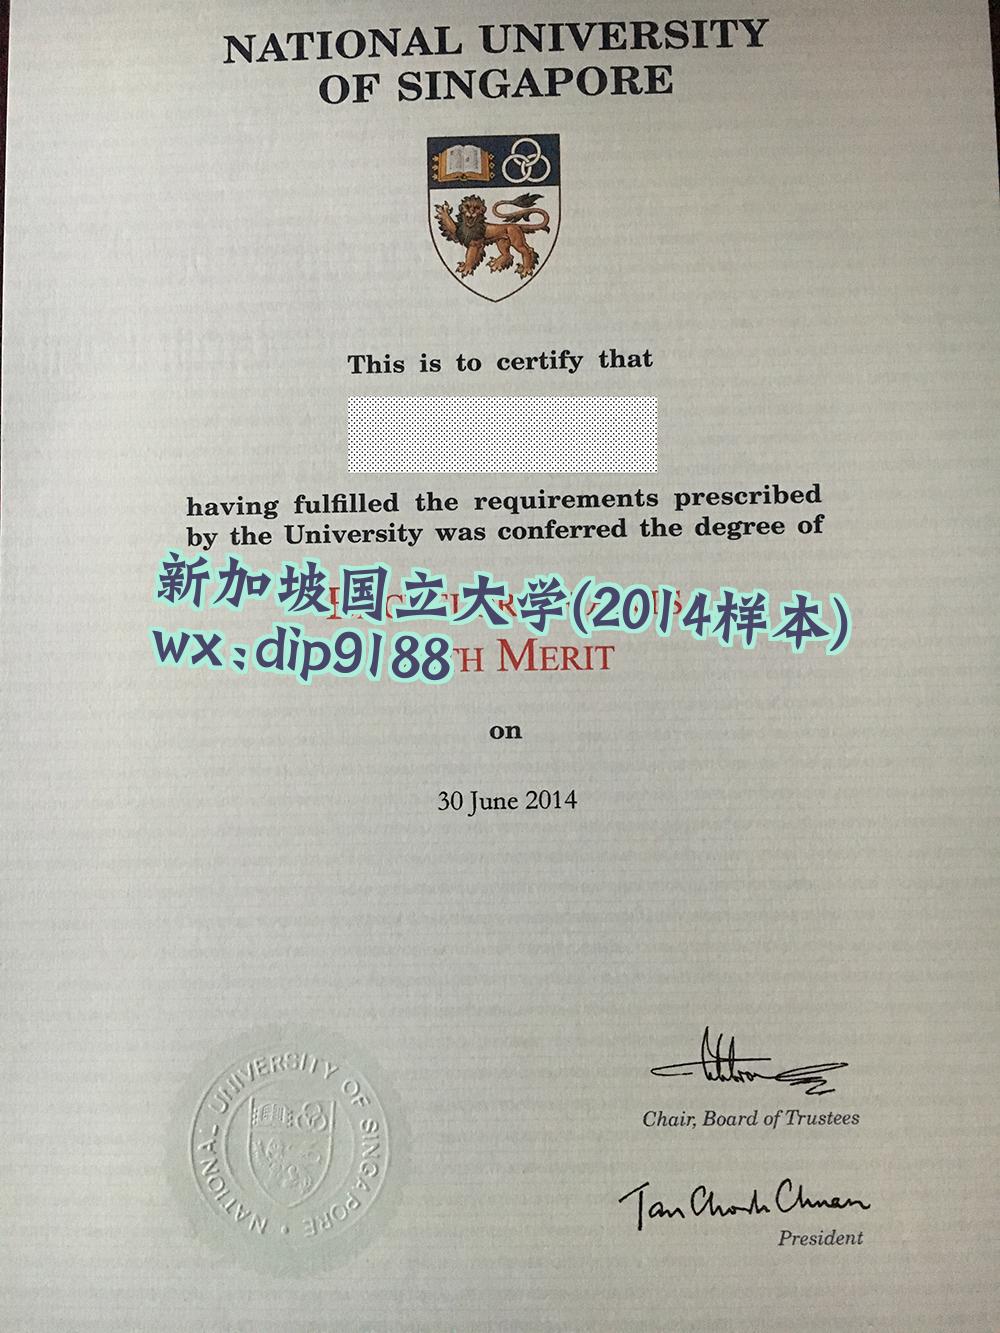 NATIONAL UNIVERSITY
OF SINGAPORE
This is to certify that
having fulfilled the requirements prescribed
by the University was conferred the degree of
新加坡国立大学(2014样本)
wx:dip9188
MERIT
on
30 June 2014
NATIONAL UNIVERSITY OF SINGAPORE
Chair, Board of Trustees
Tan Chorh Chuan
President